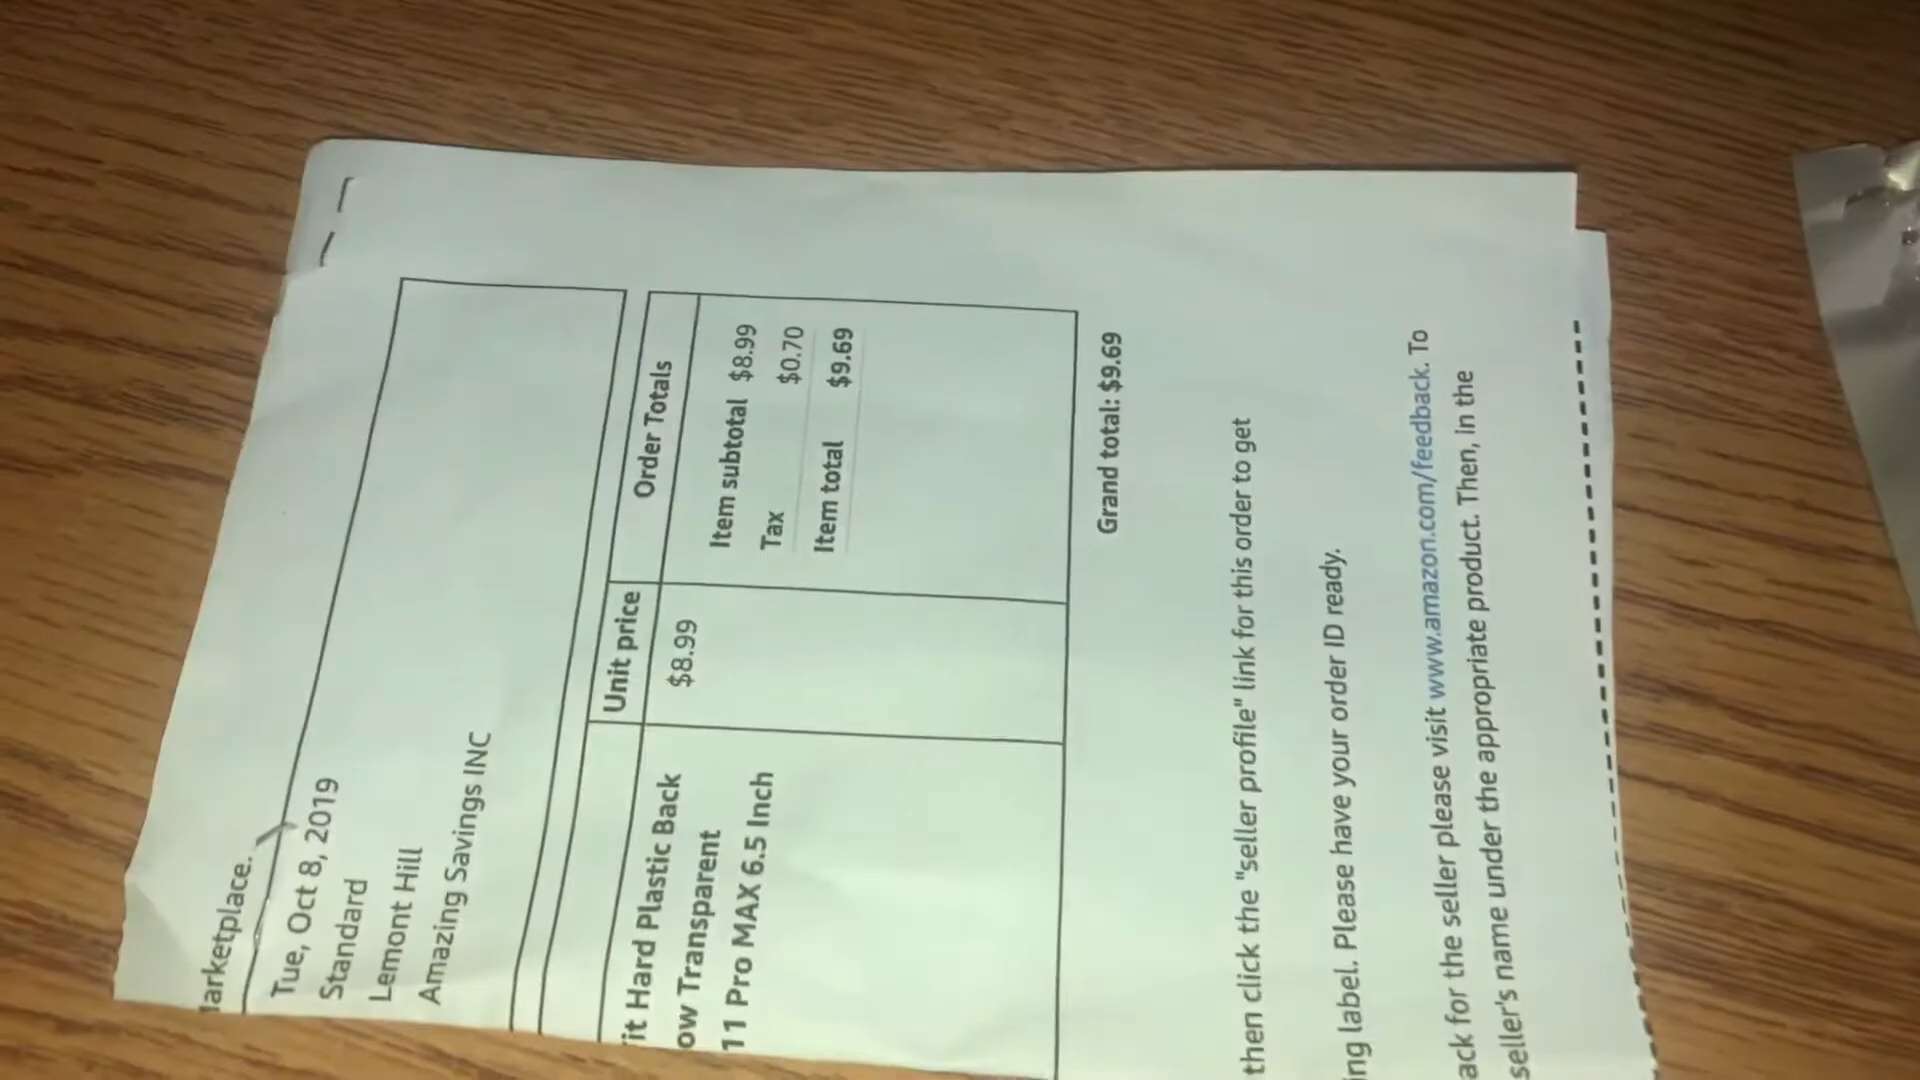 larketplace.
Tue, Oct 8, 2019
Standard
Lemont Hill
Amazing Savings INC
Unit price
Order Totals
it Hard Plastic Back
ow Transparent
11 Pro MAX 6.5 Inch
$8.99
Item subtotal $8.99
Tax $0.70
Item total $9.69
Grand total: $9.69
then click the "seller profile" link for this order to get
ing label. Please have your order ID ready.
ack for the seller please visit www.amazon.com/feedback. To
seller's name under the appropriate product. Then, in the